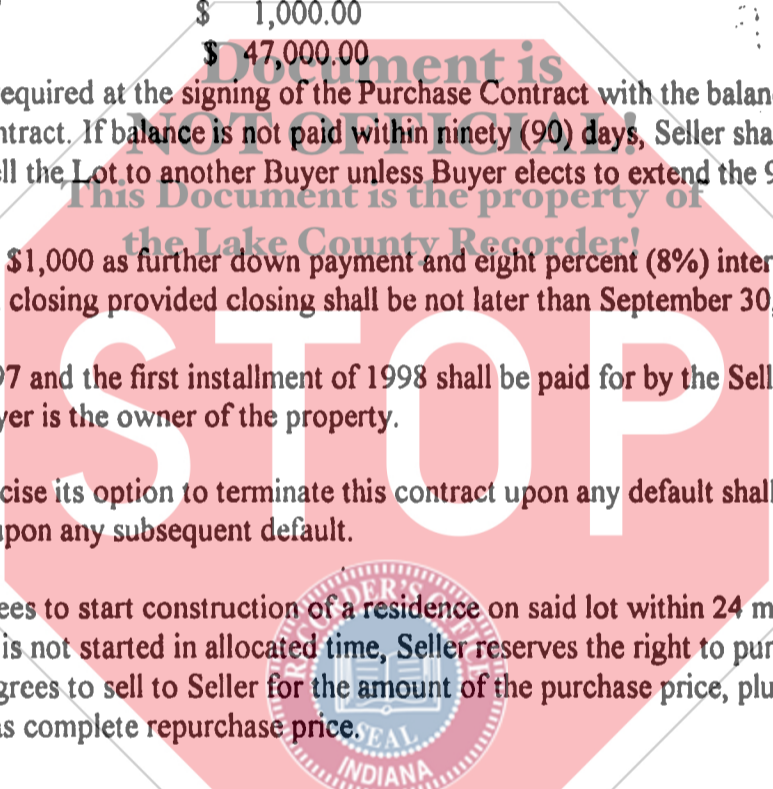 $ 1,000.00
$ 47,000.00
Document is
equired at the signing of the Purchase Contract with the balan
NOT OFFICIAL!
ntract. If balance is not paid within ninety (90) days, Seller sha
ll the Lot to another Buyer unless Buyer elects to extend the 9
This Document is the property of
the Lake County Recorder!
$1,000 as further down payment and eight percent (8%) inter
closing provided closing shall be not later than September 30,
STOP
97 and the first installment of 1998 shall be paid for by the Sell
yer is the owner of the property.
cise its option to terminate this contract upon any default shall
upon any subsequent default.
ees to start construction of a residence on said lot within 24 m
is not started in allocated time, Seller reserves the right to pur
grees to sell to Seller for the amount of the purchase price, plu
as complete repurchase price.
RECORDER'S OFFICE
SEAL
INDIANA